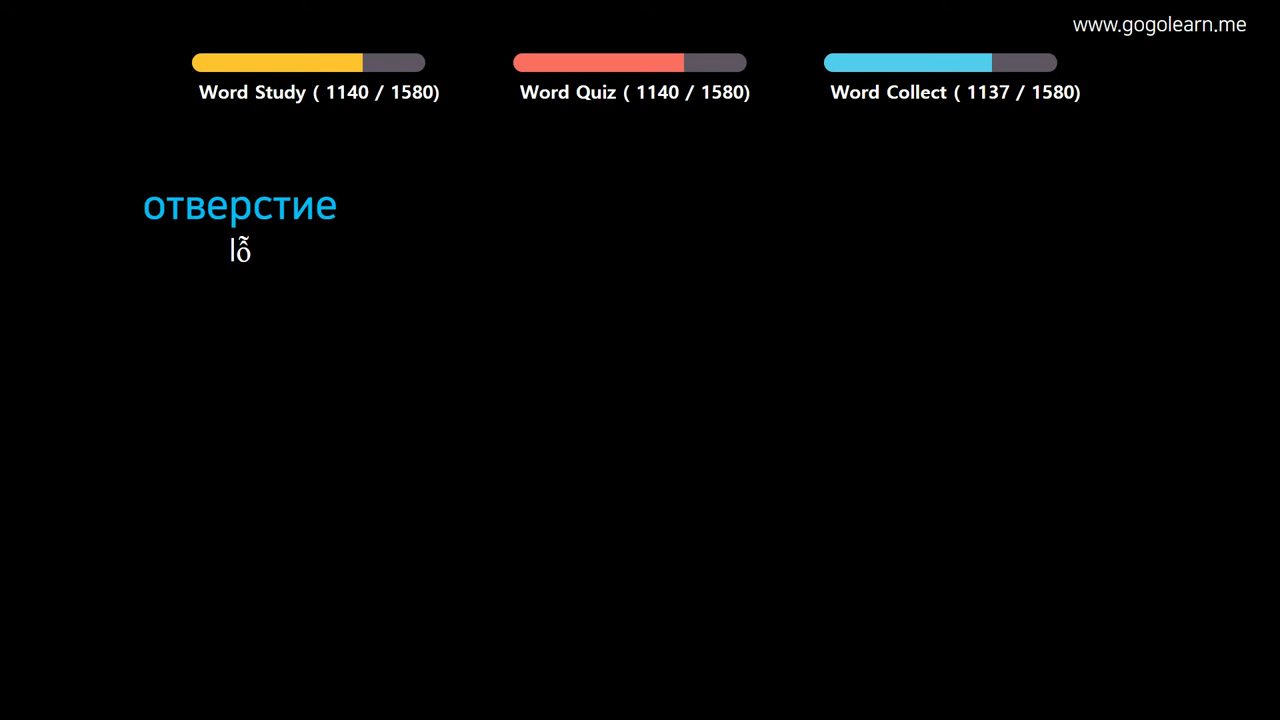 www.gogolearn.me
Word Study ( 1140 / 1580)
Word Quiz ( 1140 / 1580)
Word Collect ( 1137 / 1580)
отверстие
lỗ